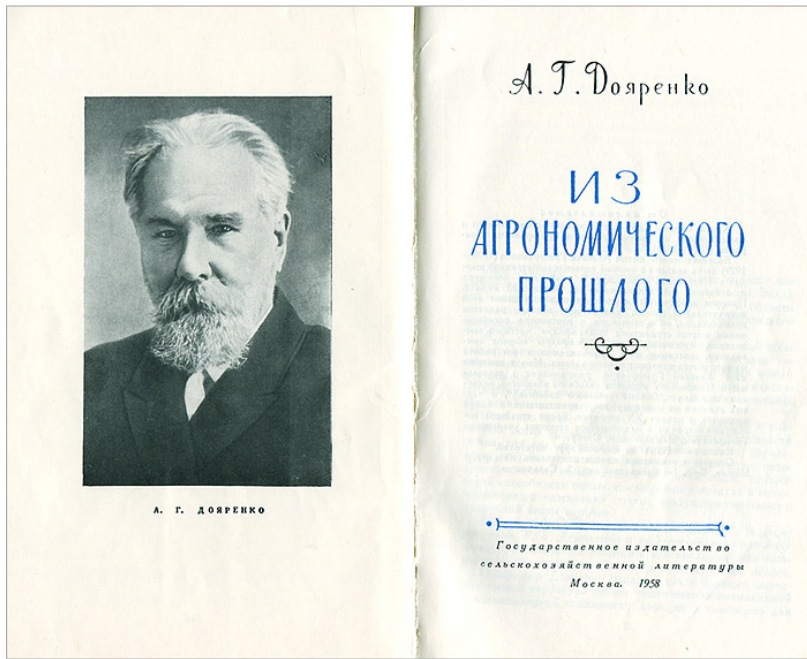 А. Г. ДОЯРЕНКО
А. Г. Дояренко
ИЗ
АГРОНОМИЧЕСКОГО
ПРОШЛОГО
Государственное издательство
сельскохозяйственной литературы
Москва. 1958